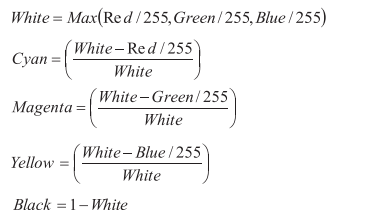 White = Max(Red/255,Green/255,Blue/255)
Cyan = ((White−Red/255)/White)
Magenta = ((White−Green/255)/White)
Yellow = ((White−Blue/255)/White)
Black = 1−White